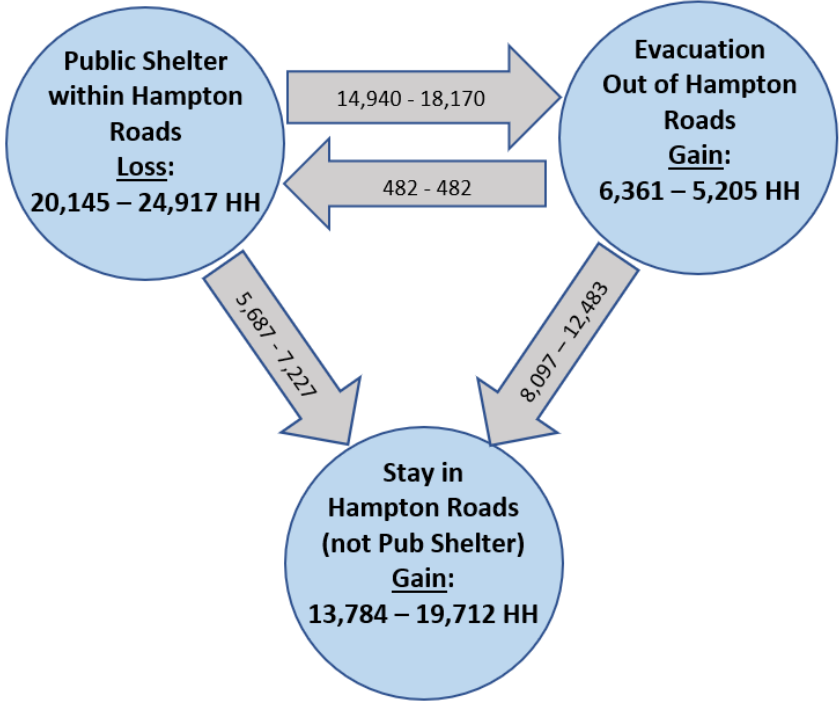 Public Shelter
within Hampton
Roads
Loss:
20,145 – 24,917 HH
14,940 - 18,170
482 - 482
Evacuation
Out of Hampton
Roads
Gain:
6,361 – 5,205 HH
5,687 - 7,227
8,097 – 12,483
Stay in
Hampton Roads
(not Pub Shelter)
Gain:
13,784 – 19,712 HH